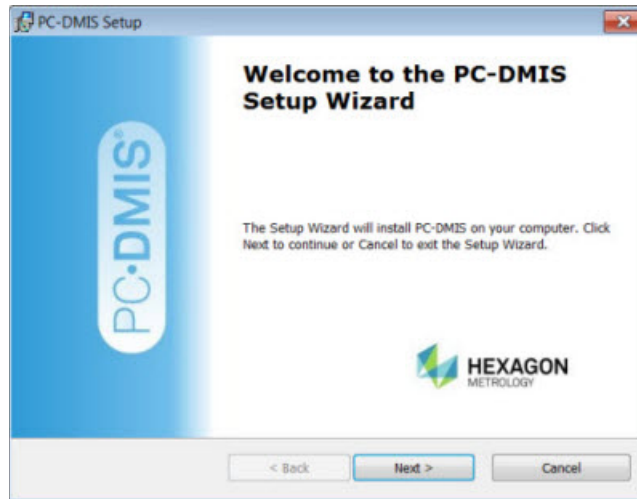 PC-DMIS Setup
Welcome to the PC-DMIS
Setup Wizard
PC•DMIS®
The Setup Wizard will install PC-DMIS on your computer. Click
Next to continue or Cancel to exit the Setup Wizard.
HEXAGON
METROLOGY
< Back
Next >
Cancel